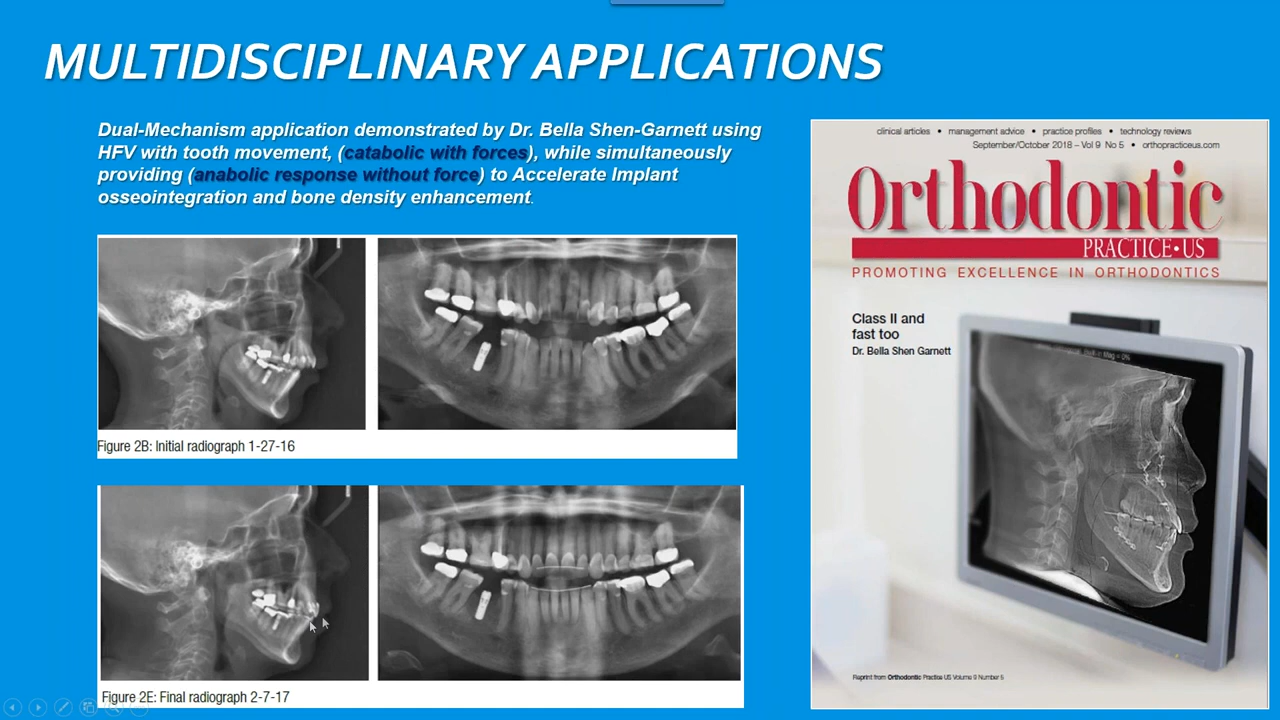 MULTIDISCIPLINARY APPLICATIONS
Dual-Mechanism application demonstrated by Dr. Bella Shen-Garnett using
HFV with tooth movement, (catabolic with forces), while simultaneously
providing (anabolic response without force) to Accelerate Implant
osseointegration and bone density enhancement.
Figure 2B: Initial radiograph 1-27-16
Figure 2E: Final radiograph 2-7-17
clinical articles • management advice • practice profiles • technology reviews
September/October 2018 – Vol 9 No 5 • orthopracticeus.com
Orthodontic
PRACTICE•US
PROMOTING EXCELLENCE IN ORTHODONTICS
Class II and
fast too
Dr. Bella Shen Garnett
Reprint from Orthodontic Practice US Volume 9 Number 5